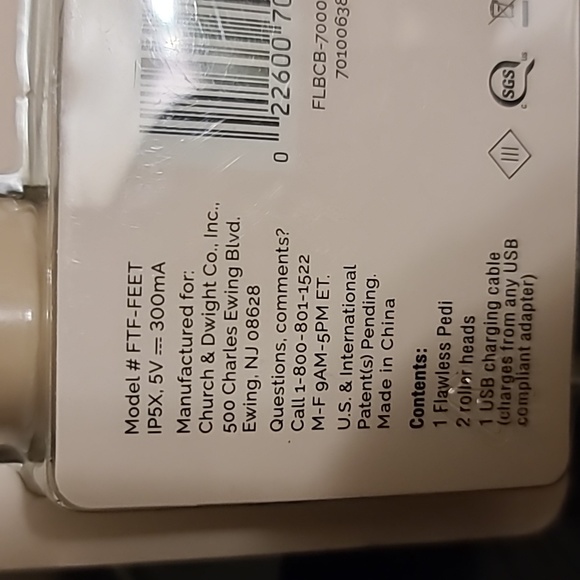 Model # FTF-FEET
IP5X, 5V ⎓ 300mA
Manufactured for:
Church & Dwight Co., Inc.,
500 Charles Ewing Blvd.
Ewing, NJ 08628
Questions, comments?
Call 1-800-801-1522
M-F 9AM-5PM ET.
U.S. & International
Patent(s) Pending.
Made in China
Contents:
1 Flawless Pedi
2 roller heads
1 USB charging cable
(charges from any USB
compliant adapter)
0 22600 70
FLBCB-7000
70100638
III
SGS
c us